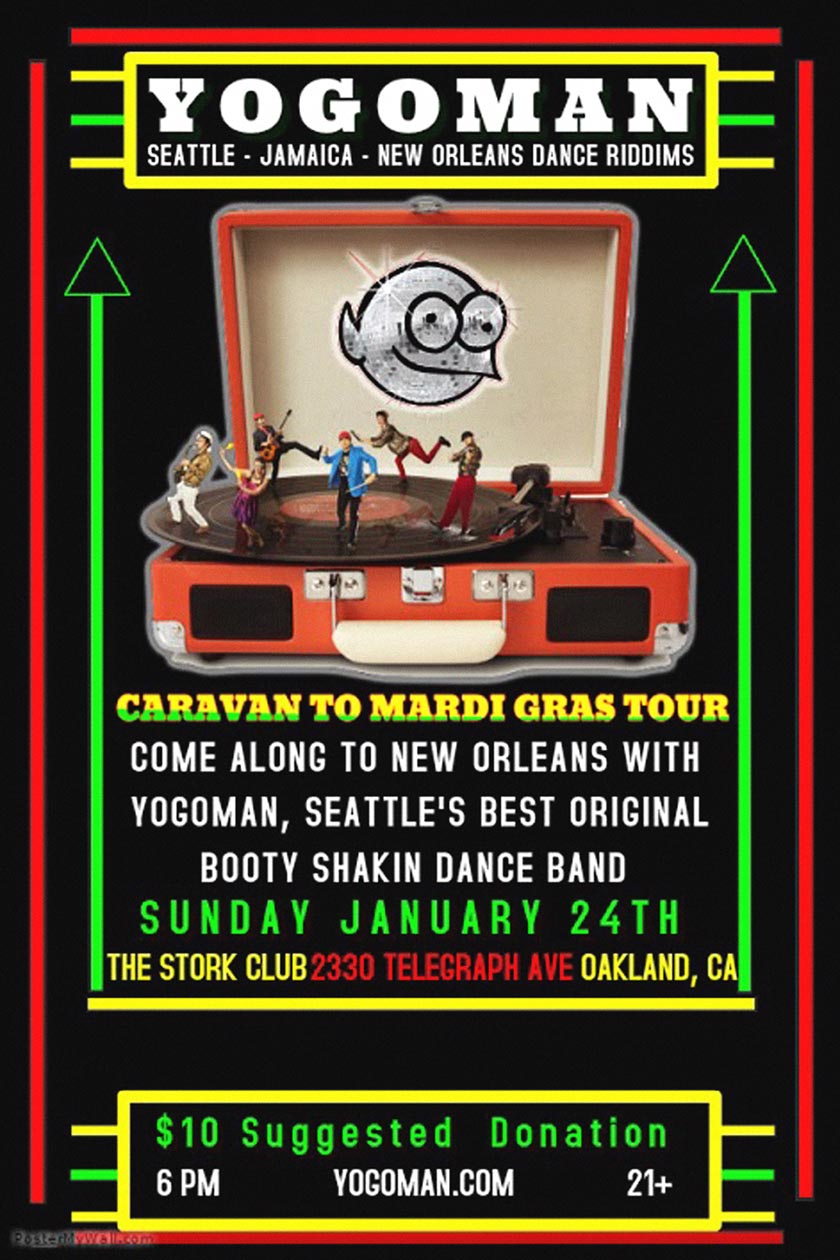 YOGOMAN
SEATTLE - JAMAICA - NEW ORLEANS DANCE RIDDIMS
CARAVAN TO MARDI GRAS TOUR
COME ALONG TO NEW ORLEANS WITH
YOGOMAN, SEATTLE'S BEST ORIGINAL
BOOTY SHAKIN DANCE BAND
SUNDAY JANUARY 24TH
THE STORK CLUB 2330 TELEGRAPH AVE OAKLAND, CA
$10 Suggested Donation
6 PM YOGOMAN.COM 21+
PosterMyWall.com